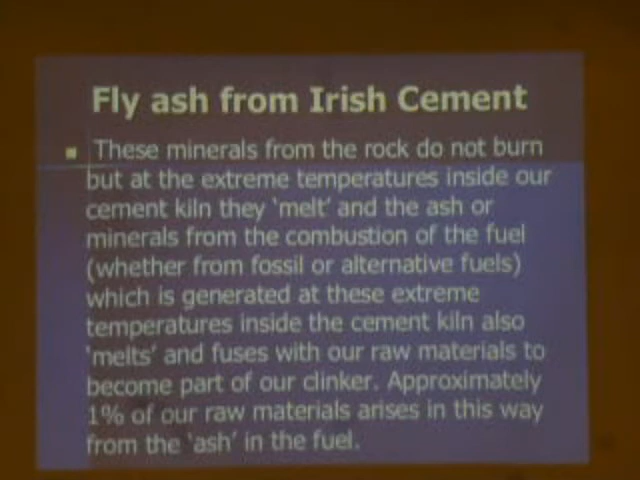 Fly ash from Irish Cement
These minerals from the rock do not burn
but at the extreme temperatures inside our
cement kiln they 'melt' and the ash or
minerals from the combustion of the fuel
(whether from fossil or alternative fuels)
which is generated at these extreme
temperatures inside the cement kiln also
'melts' and fuses with our raw materials to
become part of our clinker. Approximately
1% of our raw materials arises in this way
from the 'ash' in the fuel.